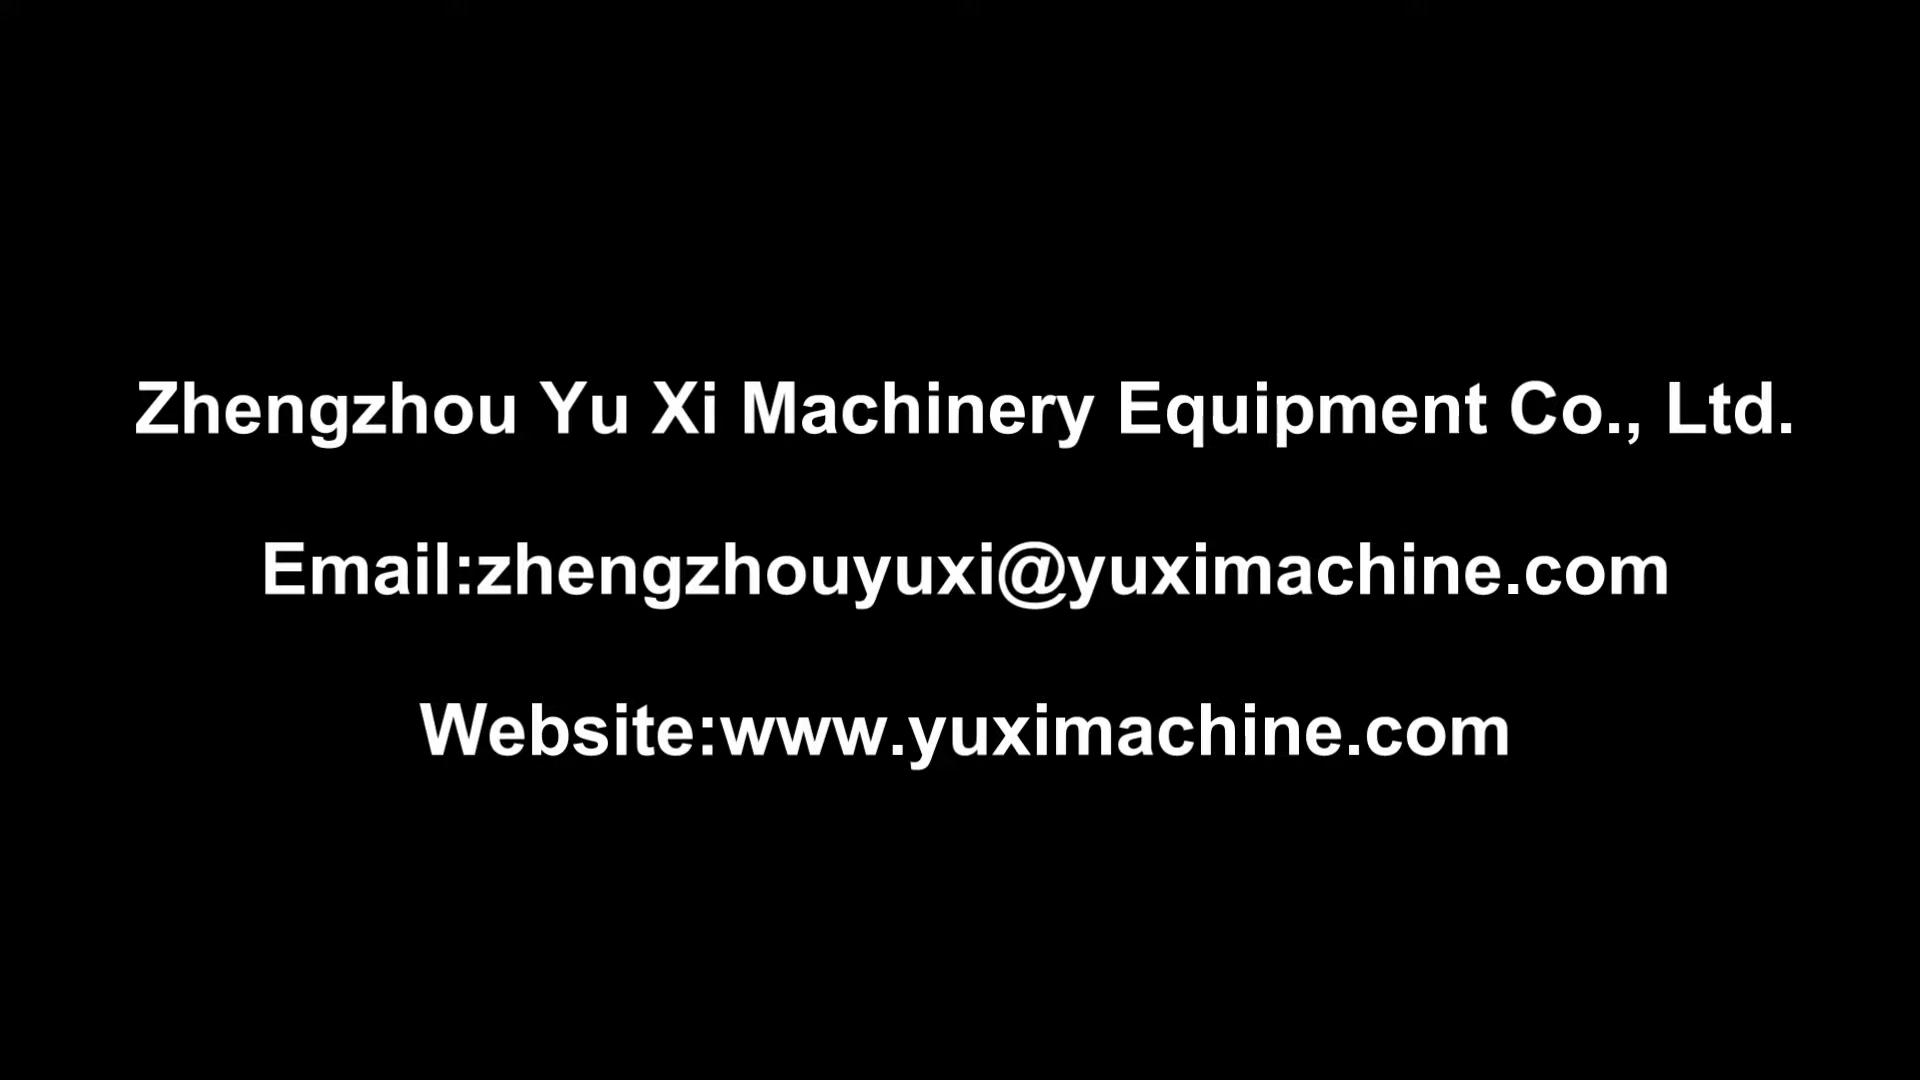 Zhengzhou Yu Xi Machinery Equipment Co., Ltd.
Email:zhengzhouyuxi@yuximachine.com
Website:www.yuximachine.com